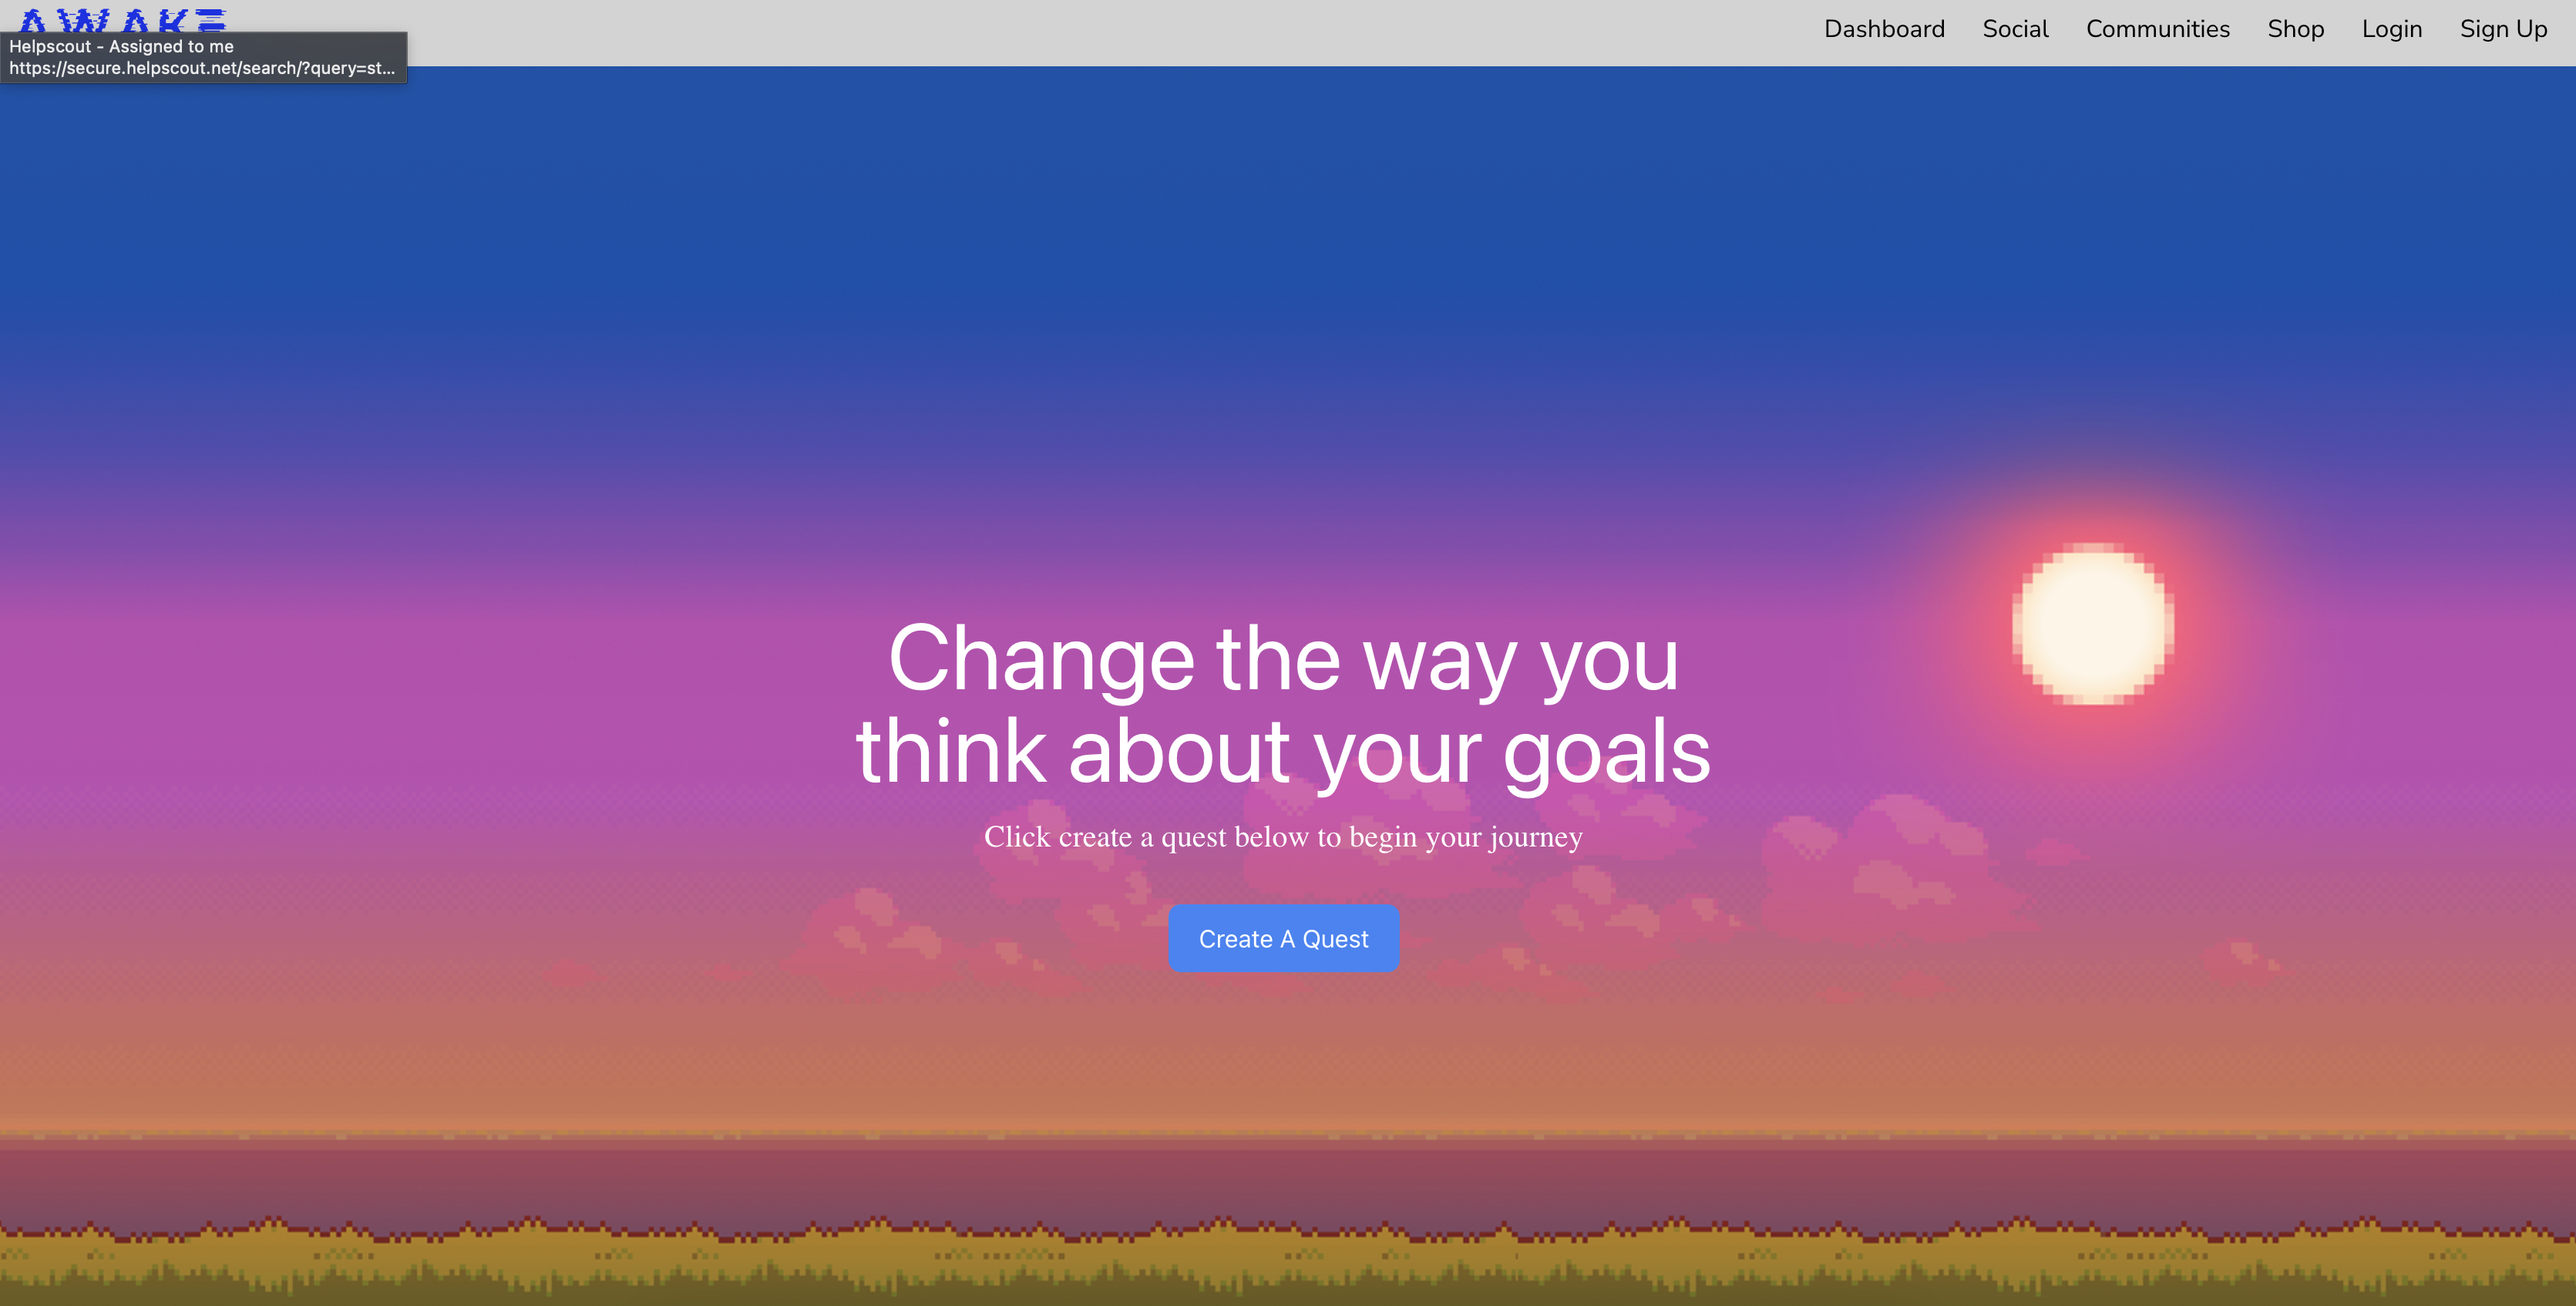 AWAKE
Helpscout - Assigned to me
https://secure.helpscout.net/search/?query=st...
Dashboard Social Communities Shop Login Sign Up
Change the way you
think about your goals
Click create a quest below to begin your journey
Create A Quest